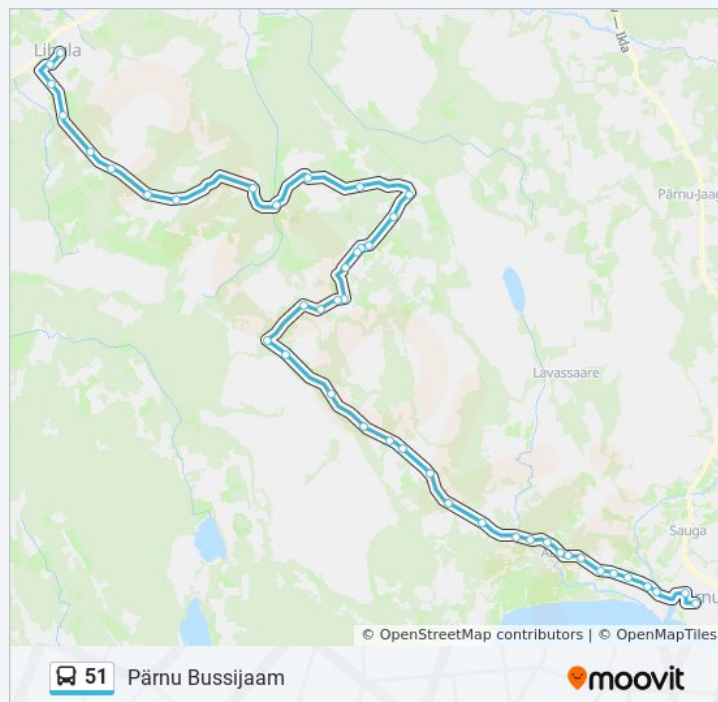 Lihula
— Ikla
Pärnu-Jaag
Lavassaare
Sauga
© OpenStreetMap contributors | © OpenMapTiles
51 Pärnu Bussijaam
moovit